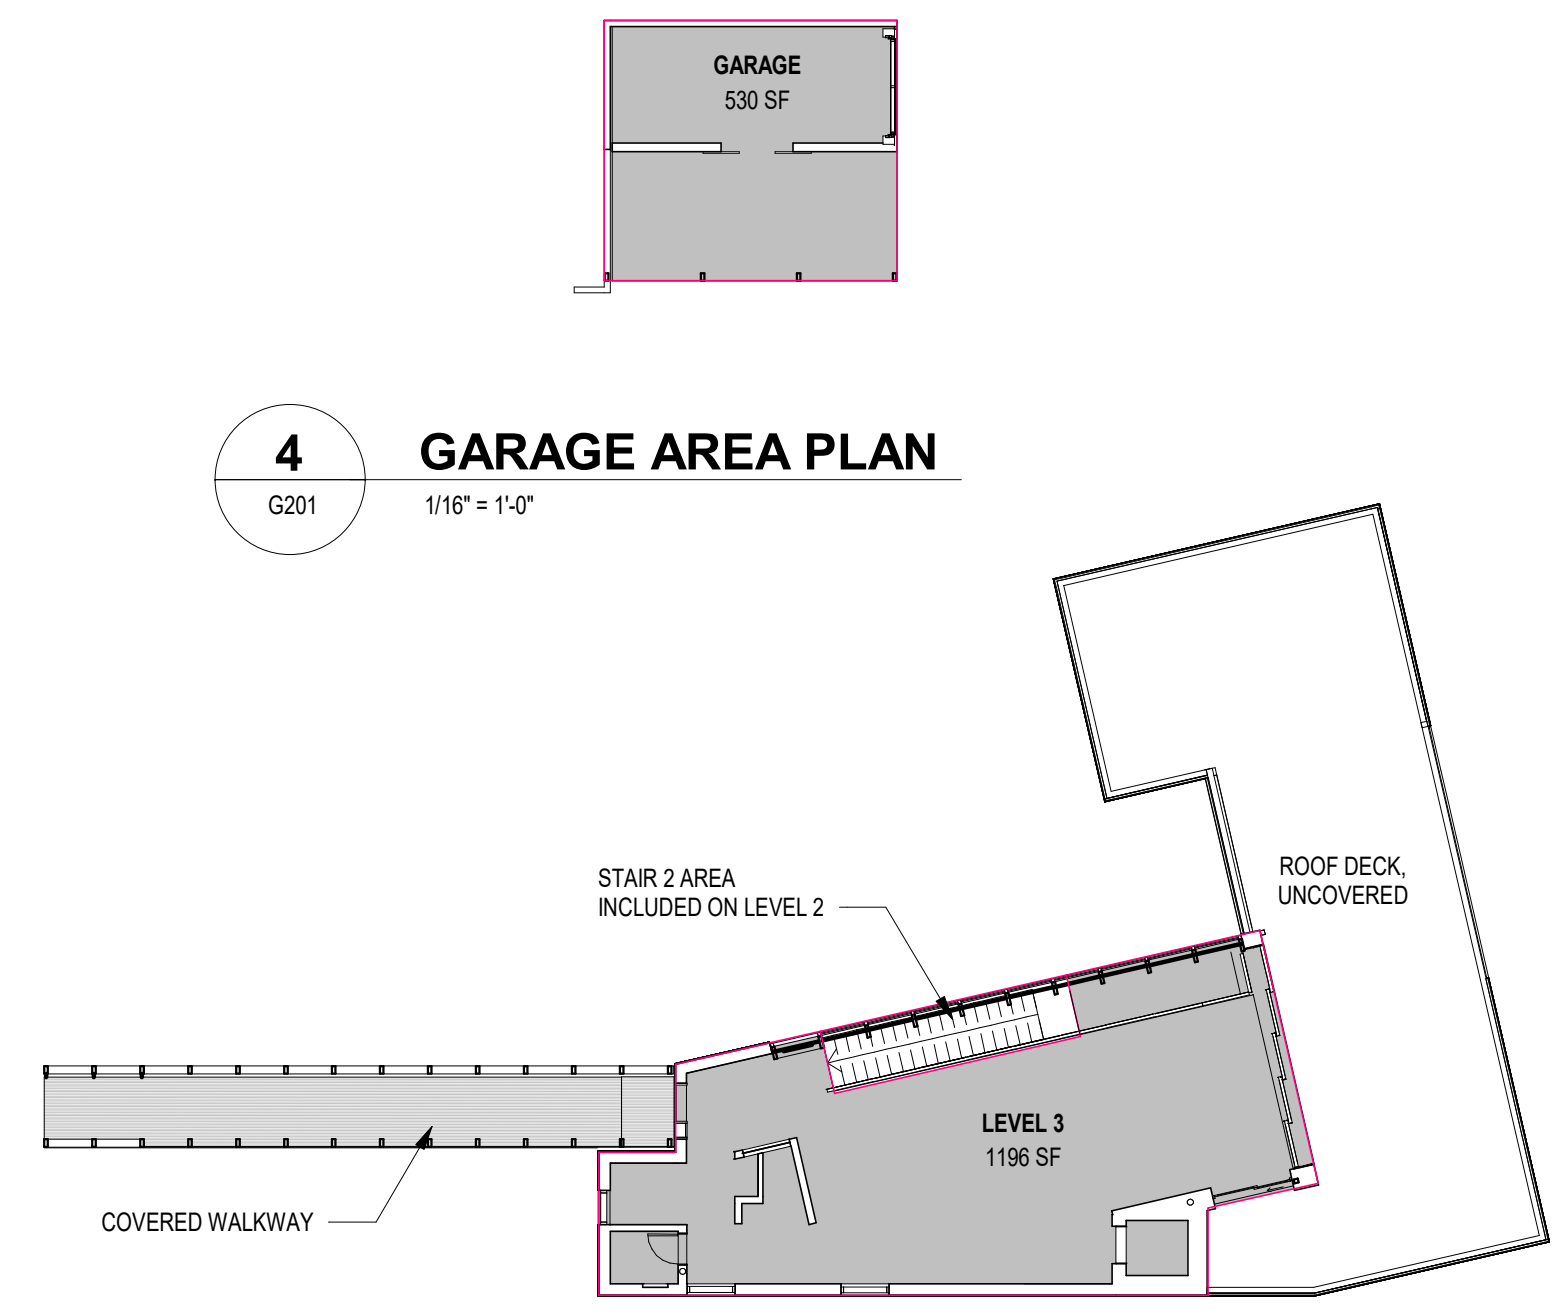 GARAGE
530 SF
4
GARAGE AREA PLAN
G201
1/16" = 1'-0"
STAIR 2 AREA
INCLUDED ON LEVEL 2
ROOF DECK,
UNCOVERED
LEVEL 3
1196 SF
COVERED WALKWAY